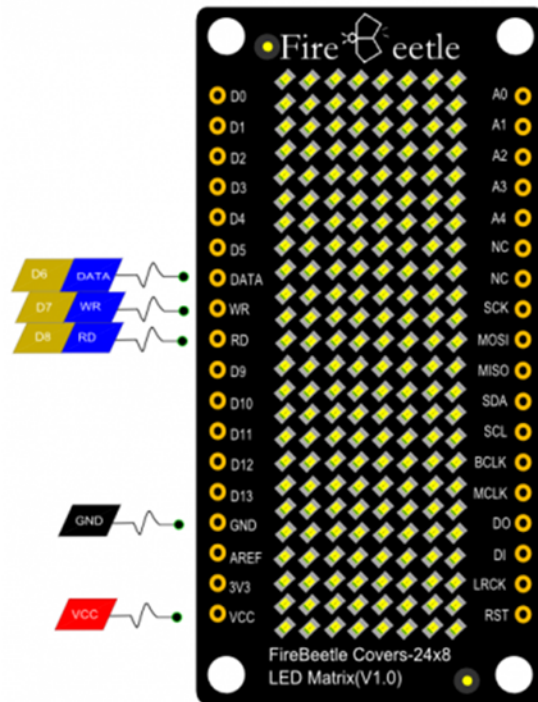 Fire eetle
D0
D1
D2
D3
D4
D5
DATA
WR
RD
D9
D10
D11
D12
D13
GND
AREF
3V3
VCC
A0
A1
A2
A3
A4
NC
NC
SCK
MOSI
MISO
SDA
SCL
BCLK
MCLK
DO
DI
LRCK
RST
D6 DATA
D7 WR
D8 RD
GND
VCC
FireBeetle Covers-24x8
LED Matrix(V1.0)